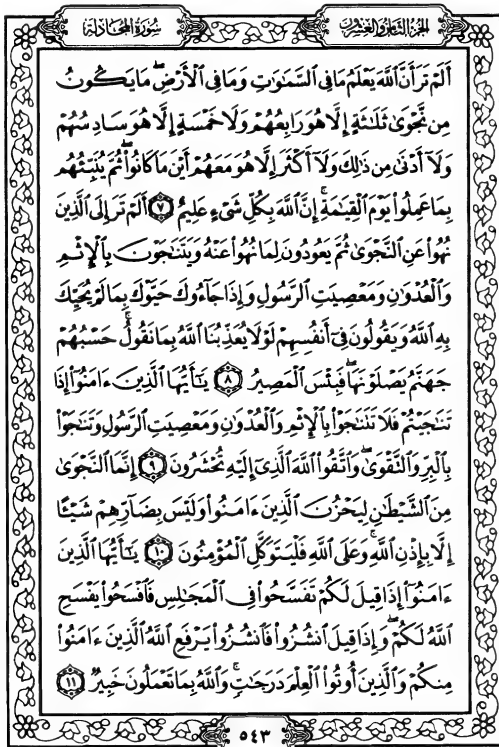 الجزء الثامن والعشرون
سورة المجادلة
أَلَمْ تَرَ أَنَّ ٱللَّهَ يَعْلَمُ مَا فِي ٱلسَّمَٰوَٰتِ وَمَا فِي ٱلْأَرْضِۖ مَا يَكُونُ
مِن نَّجْوَىٰ ثَلَٰثَةٍ إِلَّا هُوَ رَابِعُهُمْ وَلَا خَمْسَةٍ إِلَّا هُوَ سَادِسُهُمْ
وَلَآ أَدْنَىٰ مِن ذَٰلِكَ وَلَآ أَكْثَرَ إِلَّا هُوَ مَعَهُمْ أَيْنَ مَا كَانُوا۟ۖ ثُمَّ يُنَبِّئُهُم
بِمَا عَمِلُوا۟ يَوْمَ ٱلْقِيَٰمَةِۚ إِنَّ ٱللَّهَ بِكُلِّ شَىْءٍ عَلِيمٌ ٧ أَلَمْ تَرَ إِلَى ٱلَّذِينَ
نُهُوا۟ عَنِ ٱلنَّجْوَىٰ ثُمَّ يَعُودُونَ لِمَا نُهُوا۟ عَنْهُ وَيَتَنَٰجَوْنَ بِٱلْإِثْمِ
وَٱلْعُدْوَٰنِ وَمَعْصِيَتِ ٱلرَّسُولِ وَإِذَا جَآءُوكَ حَيَّوْكَ بِمَا لَمْ يُحَيِّكَ
بِهِ ٱللَّهُ وَيَقُولُونَ فِىٓ أَنفُسِهِمْ لَوْلَا يُعَذِّبُنَا ٱللَّهُ بِمَا نَقُولُۚ حَسْبُهُمْ
جَهَنَّمُ يَصْلَوْنَهَاۖ فَبِئْسَ ٱلْمَصِيرُ ٨ يَٰٓأَيُّهَا ٱلَّذِينَ ءَامَنُوٓا۟ إِذَا
تَنَٰجَيْتُمْ فَلَا تَتَنَٰجَوْا۟ بِٱلْإِثْمِ وَٱلْعُدْوَٰنِ وَمَعْصِيَتِ ٱلرَّسُولِ وَتَنَٰجَوْا۟
بِٱلْبِرِّ وَٱلتَّقْوَىٰۖ وَٱتَّقُوا۟ ٱللَّهَ ٱلَّذِىٓ إِلَيْهِ تُحْشَرُونَ ٩ إِنَّمَا ٱلنَّجْوَىٰ
مِنَ ٱلشَّيْطَٰنِ لِيَحْزُنَ ٱلَّذِينَ ءَامَنُوا۟ وَلَيْسَ بِضَآرِّهِمْ شَيْـًٔا
إِلَّا بِإِذْنِ ٱللَّهِۚ وَعَلَى ٱللَّهِ فَلْيَتَوَكَّلِ ٱلْمُؤْمِنُونَ ١٠ يَٰٓأَيُّهَا ٱلَّذِينَ
ءَامَنُوٓا۟ إِذَا قِيلَ لَكُمْ تَفَسَّحُوا۟ فِى ٱلْمَجَٰلِسِ فَٱفْسَحُوا۟ يَفْسَحِ
ٱللَّهُ لَكُمْۖ وَإِذَا قِيلَ ٱنشُزُوا۟ فَٱنشُزُوا۟ يَرْفَعِ ٱللَّهُ ٱلَّذِينَ ءَامَنُوا۟
مِنكُمْ وَٱلَّذِينَ أُوتُوا۟ ٱلْعِلْمَ دَرَجَٰتٍۚ وَٱللَّهُ بِمَا تَعْمَلُونَ خَبِيرٌ ١١
٥٤٣